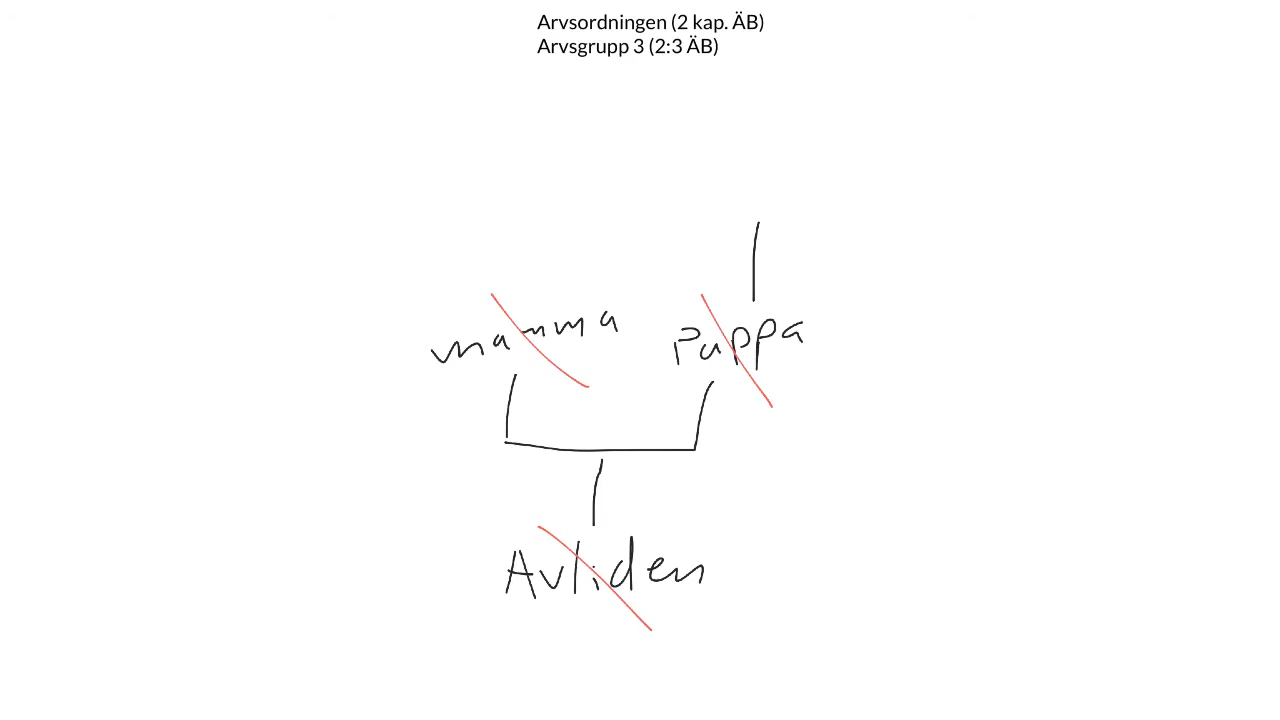 Arvsordningen (2 kap. ÄB)
Arvsgrupp 3 (2:3 ÄB)
mamma Pappa
Avliden